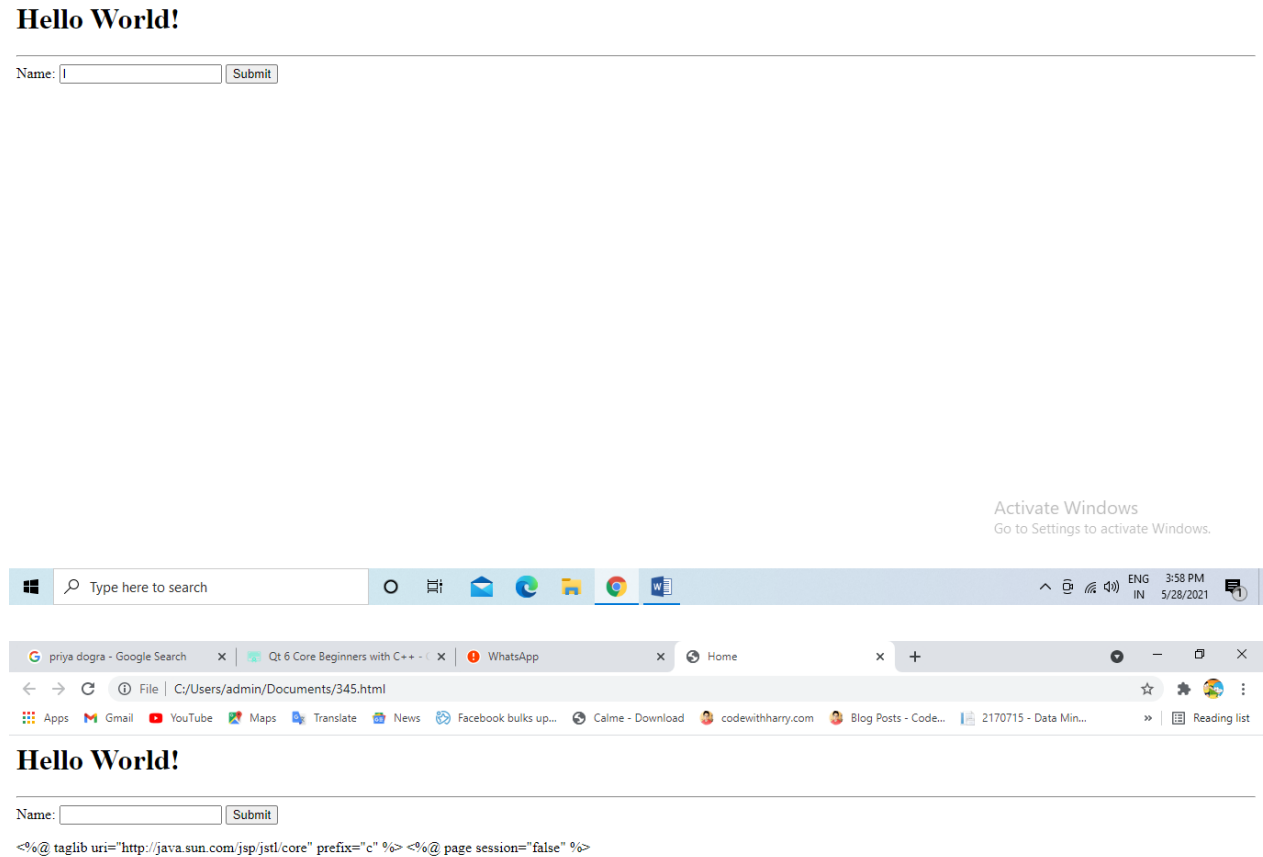 Hello World!
Name: Submit
Activate Windows
Go to Settings to activate Windows.
Type here to search
ENG 3:58 PM
IN 5/28/2021
1
priya dogra - Google Search Qt 6 Core Beginners with C++ - WhatsApp Home
File C:/Users/admin/Documents/345.html
Apps Gmail YouTube Maps Translate News Facebook bulks up... Calme - Download codewithharry.com Blog Posts - Code... 2170715 - Data Min... » Reading list
Hello World!
Name: Submit
<%@ taglib uri="http://java.sun.com/jsp/jstl/core" prefix="c" %> <%@ page session="false" %>